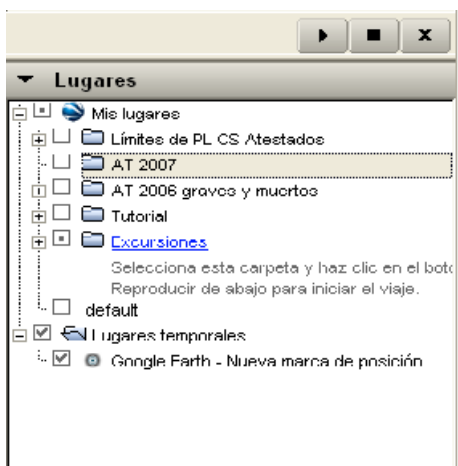 Lugares
Mis lugares
Límites de PL CS Atestados
AT 2007
AT 2006 graves y muertos
Tutorial
Excursiones
Selecciona esta carpeta y haz clic en el botó
Reproducir de abajo para iniciar el viaje.
default
Lugares temporales
Google Earth - Nueva marca de posición